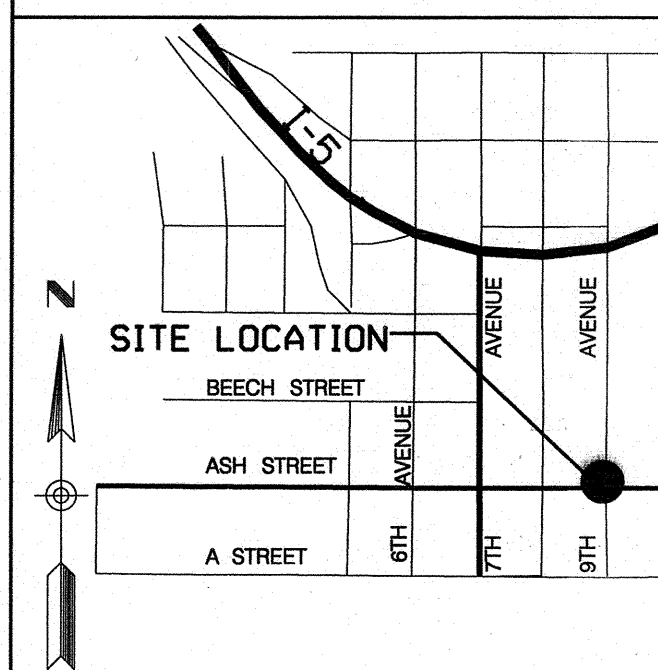 I-5
N
SITE LOCATION
BEECH STREET
ASH STREET
A STREET
6TH AVENUE
7TH AVENUE
9TH AVENUE